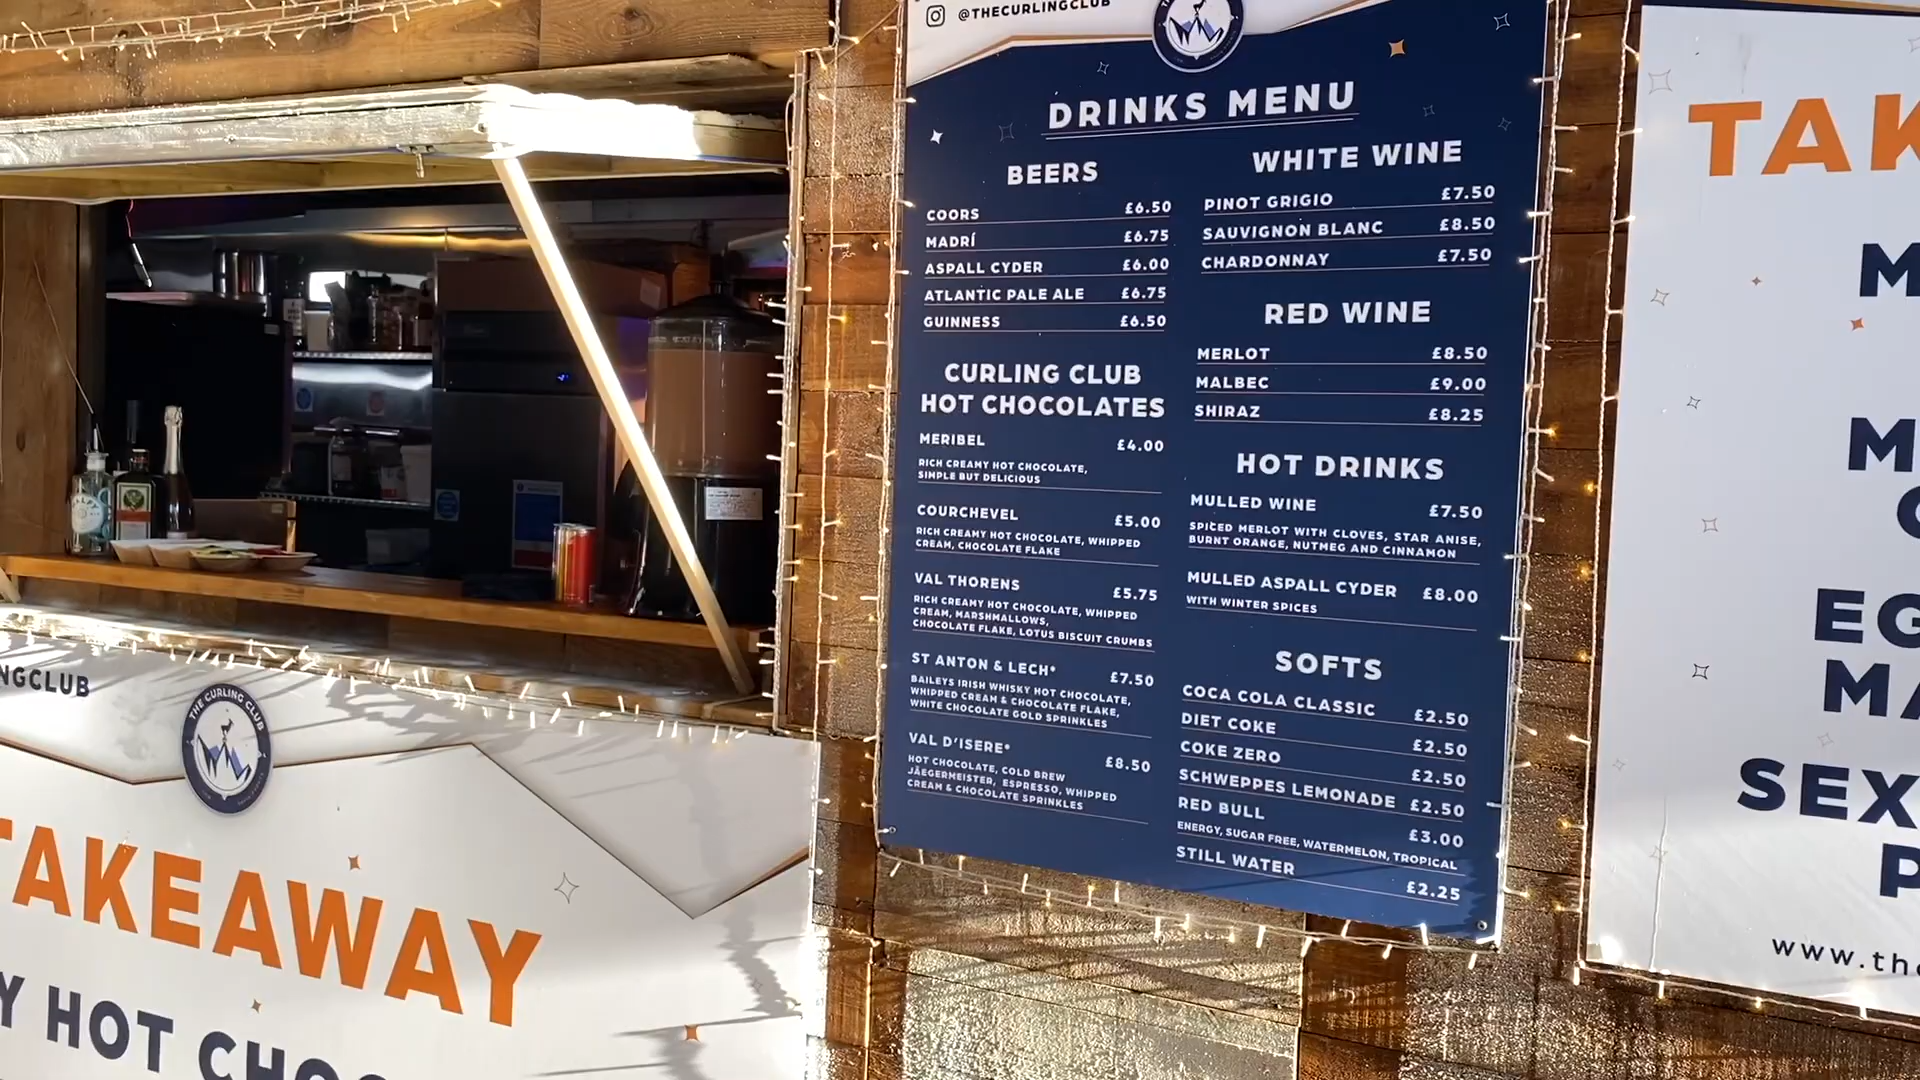 @THECURLINGCLUB
DRINKS MENU
BEERS
COORS £6.50
MADRÍ £6.75
ASPALL CYDER £6.00
ATLANTIC PALE ALE £6.75
GUINNESS £6.50
CURLING CLUB
HOT CHOCOLATES
MERIBEL £4.00
RICH CREAMY HOT CHOCOLATE,
SIMPLE BUT DELICIOUS
COURCHEVEL £5.00
RICH CREAMY HOT CHOCOLATE, WHIPPED
CREAM, CHOCOLATE FLAKE
VAL THORENS £5.75
RICH CREAMY HOT CHOCOLATE, WHIPPED
CREAM, MARSHMALLOWS,
CHOCOLATE FLAKE, LOTUS BISCUIT CRUMBS
ST ANTON & LECH* £7.50
BAILEYS IRISH WHISKY HOT CHOCOLATE,
WHIPPED CREAM & CHOCOLATE FLAKE,
WHITE CHOCOLATE GOLD SPRINKLES
VAL D'ISERE* £8.50
HOT CHOCOLATE, COLD BREW
JÄEGERMEISTER, ESPRESSO, WHIPPED
CREAM & CHOCOLATE SPRINKLES
WHITE WINE
PINOT GRIGIO £7.50
SAUVIGNON BLANC £8.50
CHARDONNAY £7.50
RED WINE
MERLOT £8.50
MALBEC £9.00
SHIRAZ £8.25
HOT DRINKS
MULLED WINE £7.50
SPICED MERLOT WITH CLOVES, STAR ANISE,
BURNT ORANGE, NUTMEG AND CINNAMON
MULLED ASPALL CYDER £8.00
WITH WINTER SPICES
SOFTS
COCA COLA CLASSIC £2.50
DIET COKE £2.50
COKE ZERO £2.50
SCHWEPPES LEMONADE £2.50
RED BULL £3.00
ENERGY, SUGAR FREE, WATERMELON, TROPICAL
STILL WATER £2.25
NGCLUB
THE CURLING CLUB
TAKEAWAY
Y HOT CHO
TAK
M
M
EG
MA
SEX
P
www.the